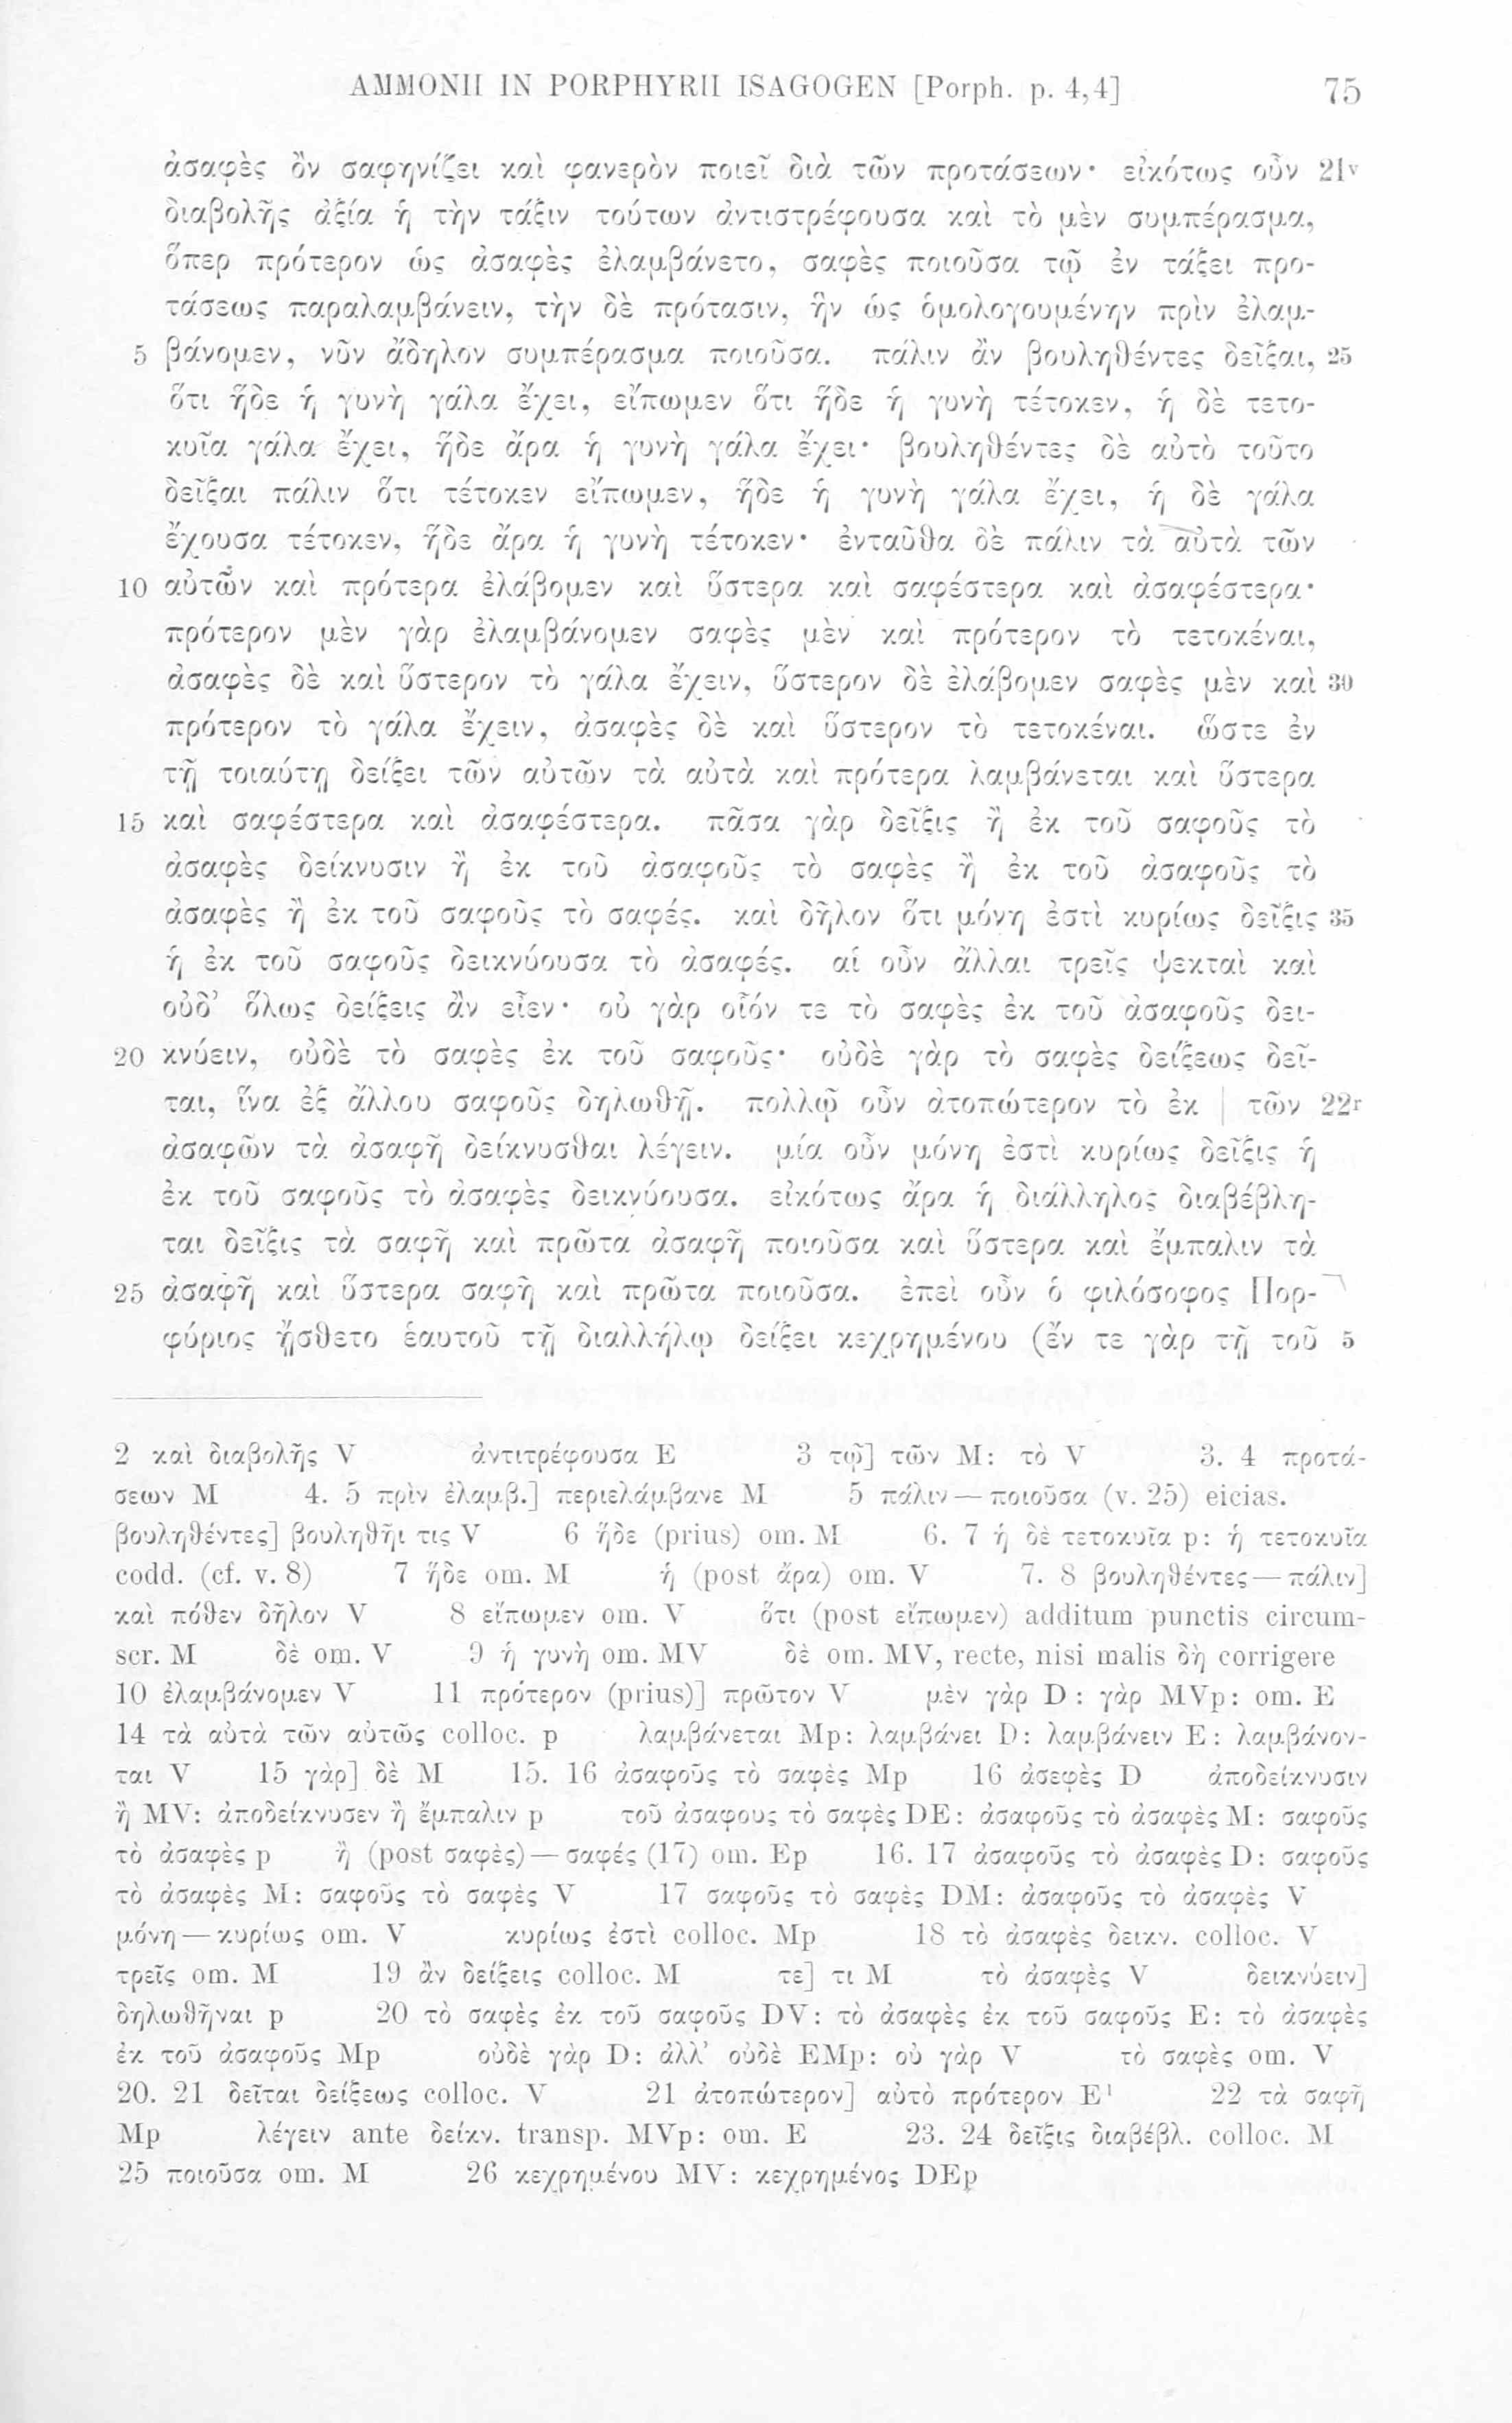 AMMONII IN PORPHYRII ISAGOGEN [Porph. p. 4,4] 75
ἀσαφὲς ὂν σαφηνίζει καὶ φανερὸν ποιεῖ διὰ τῶν προτάσεων· εἰκότως οὖν 21v
διαβολῆς ἀξία ἡ τὴν τάξιν τούτων ἀντιστρέφουσα καὶ τὸ μὲν συμπέρασμα,
ὅπερ πρότερον ὡς ἀσαφὲς ἐλαμβάνετο, σαφὲς ποιοῦσα τῷ ἐν τάξει προ-
τάσεως παραλαμβάνειν, τὴν δὲ πρότασιν, ἣν ὡς ὁμολογουμένην πρὶν ἐλαμ-
5 βάνομεν, νῦν ἄδηλον συμπέρασμα ποιοῦσα. πάλιν ἂν βουληθέντες δεῖξαι, 25
ὅτι ἥδε ἡ γυνὴ γάλα ἔχει, εἴπωμεν ὅτι ἥδε ἡ γυνὴ τέτοκεν, ἡ δὲ τετο-
κυῖα γάλα ἔχει, ἥδε ἄρα ἡ γυνὴ γάλα ἔχει· βουληθέντες δὲ αὐτὸ τοῦτο
δεῖξαι πάλιν ὅτι τέτοκεν εἴπωμεν, ἥδε ἡ γυνὴ γάλα ἔχει, ἡ δὲ γάλα
ἔχουσα τέτοκεν, ἥδε ἄρα ἡ γυνὴ τέτοκεν· ἐνταῦθα δὲ πάλιν τὰ αὐτὰ τῶν
10 αὐτῶν καὶ πρότερα ἐλάβομεν καὶ ὕστερα καὶ σαφέστερα καὶ ἀσαφέστερα·
πρότερον μὲν γὰρ ἐλαμβάνομεν σαφὲς μὲν καὶ πρότερον τὸ τετοκέναι,
ἀσαφὲς δὲ καὶ ὕστερον τὸ γάλα ἔχειν, ὕστερον δὲ ἐλάβομεν σαφὲς μὲν καὶ 30
πρότερον τὸ γάλα ἔχειν, ἀσαφὲς δὲ καὶ ὕστερον τὸ τετοκέναι. ὥστε ἐν
τῇ τοιαύτῃ δείξει τῶν αὐτῶν τὰ αὐτὰ καὶ πρότερα λαμβάνεται καὶ ὕστερα
15 καὶ σαφέστερα καὶ ἀσαφέστερα. πᾶσα γὰρ δεῖξις ἢ ἐκ τοῦ σαφοῦς τὸ
ἀσαφὲς δείκνυσιν ἢ ἐκ τοῦ ἀσαφοῦς τὸ σαφὲς ἢ ἐκ τοῦ ἀσαφοῦς τὸ
ἀσαφὲς ἢ ἐκ τοῦ σαφοῦς τὸ σαφές. καὶ δῆλον ὅτι μόνη ἐστὶ κυρίως δεῖξις 35
ἡ ἐκ τοῦ σαφοῦς δεικνύουσα τὸ ἀσαφές. αἱ οὖν ἄλλαι τρεῖς ψεκταὶ καὶ
οὐδ’ ὅλως δείξεις ἂν εἶεν· οὐ γὰρ οἷόν τε τὸ σαφὲς ἐκ τοῦ ἀσαφοῦς δει-
20 κνύειν, οὐδὲ τὸ σαφὲς ἐκ τοῦ σαφοῦς· οὐδὲ γὰρ τὸ σαφὲς δείξεως δεῖ-
ται, ἵνα ἐξ ἄλλου σαφοῦς δηλωθῇ. πολλῷ οὖν ἀτοπώτερον τὸ ἐκ | τῶν 22r
ἀσαφῶν τὰ ἀσαφῆ δείκνυσθαι λέγειν. μία οὖν μόνη ἐστὶ κυρίως δεῖξις ἡ
ἐκ τοῦ σαφοῦς τὸ ἀσαφὲς δεικνύουσα. εἰκότως ἄρα ἡ διάλληλος διαβέβλη-
ται δεῖξις τὰ σαφῆ καὶ πρῶτα ἀσαφῆ ποιοῦσα καὶ ὕστερα καὶ ἔμπαλιν τὰ
25 ἀσαφῆ καὶ ὕστερα σαφῆ καὶ πρῶτα ποιοῦσα. ἐπεὶ οὖν ὁ φιλόσοφος Πορ-
φύριος ᾔσθετο ἑαυτοῦ τῇ διαλλήλῳ δείξει κεχρημένου (ἔν τε γὰρ τῇ τοῦ 5
2 καὶ διαβολῆς V ἀντιτρέφουσα E 3 τῷ] τῶν M: τὸ V 3. 4 προτά-
σεων M 4. 5 πρὶν ἐλαμβ.] περιελάμβανε M 5 πάλιν — ποιοῦσα (v. 25) eicias.
βουληθέντες] βουληθῆι τις V 6 ἥδε (prius) om. M 6. 7 ἡ δὲ τετοκυῖα p: ἡ τετοκυῖα
codd. (cf. v. 8) 7 ἥδε om. M ἡ (post ἄρα) om. V 7. 8 βουληθέντες — πάλιν]
καὶ πόθεν δῆλον V 8 εἴπωμεν om. V ὅτι (post εἴπωμεν) additum punctis circum-
scr. M δὲ om. V 9 ἡ γυνὴ om. MV δὲ om. MV, recte, nisi malis δὴ corrigere
10 ἐλαμβάνομεν V 11 πρότερον (prius)] πρῶτον V μὲν γὰρ D: γὰρ MVp: om. E
14 τὰ αὐτὰ τῶν αὐτῶς colloc. p λαμβάνεται Mp: λαμβάνει D: λαμβάνειν E: λαμβάνον-
ται V 15 γὰρ] δὲ M 15. 16 ἀσαφοῦς τὸ σαφὲς Mp 16 ἀσεφὲς D ἀποδείκνυσιν
ἢ MV: ἀποδείκνυσεν ἢ ἔμπαλιν p τοῦ ἀσαφους τὸ σαφὲς DE: ἀσαφοῦς τὸ ἀσαφὲς M: σαφοῦς
τὸ ἀσαφὲς p ἢ (post σαφὲς) — σαφές (17) om. Ep 16. 17 ἀσαφοῦς τὸ ἀσαφὲς D: σαφοῦς
τὸ ἀσαφὲς M: σαφοῦς τὸ σαφὲς V 17 σαφοῦς τὸ σαφὲς DM: ἀσαφοῦς τὸ ἀσαφὲς V
μόνη — κυρίως om. V κυρίως ἐστὶ colloc. Mp 18 τὸ ἀσαφὲς δεικν. colloc. V
τρεῖς om. M 19 ἂν δείξεις colloc. M τε] τι M τὸ ἀσαφὲς V δεικνύειν]
δηλωθῆναι p 20 τὸ σαφὲς ἐκ τοῦ σαφοῦς DV: τὸ ἀσαφὲς ἐκ τοῦ σαφοῦς E: τὸ ἀσαφὲς
ἐκ τοῦ ἀσαφοῦς Mp οὐδὲ γὰρ D: ἀλλ’ οὐδὲ EMp: οὐ γὰρ V τὸ σαφὲς om. V
20. 21 δεῖται δείξεως colloc. V 21 ἀτοπώτερον] αὐτὸ πρότερον E¹ 22 τὰ σαφῆ
Mp λέγειν ante δείκν. transp. MVp: om. E 23. 24 δεῖξις διαβέβλ. colloc. M
25 ποιοῦσα om. M 26 κεχρημένου MV: κεχρημένος DEp